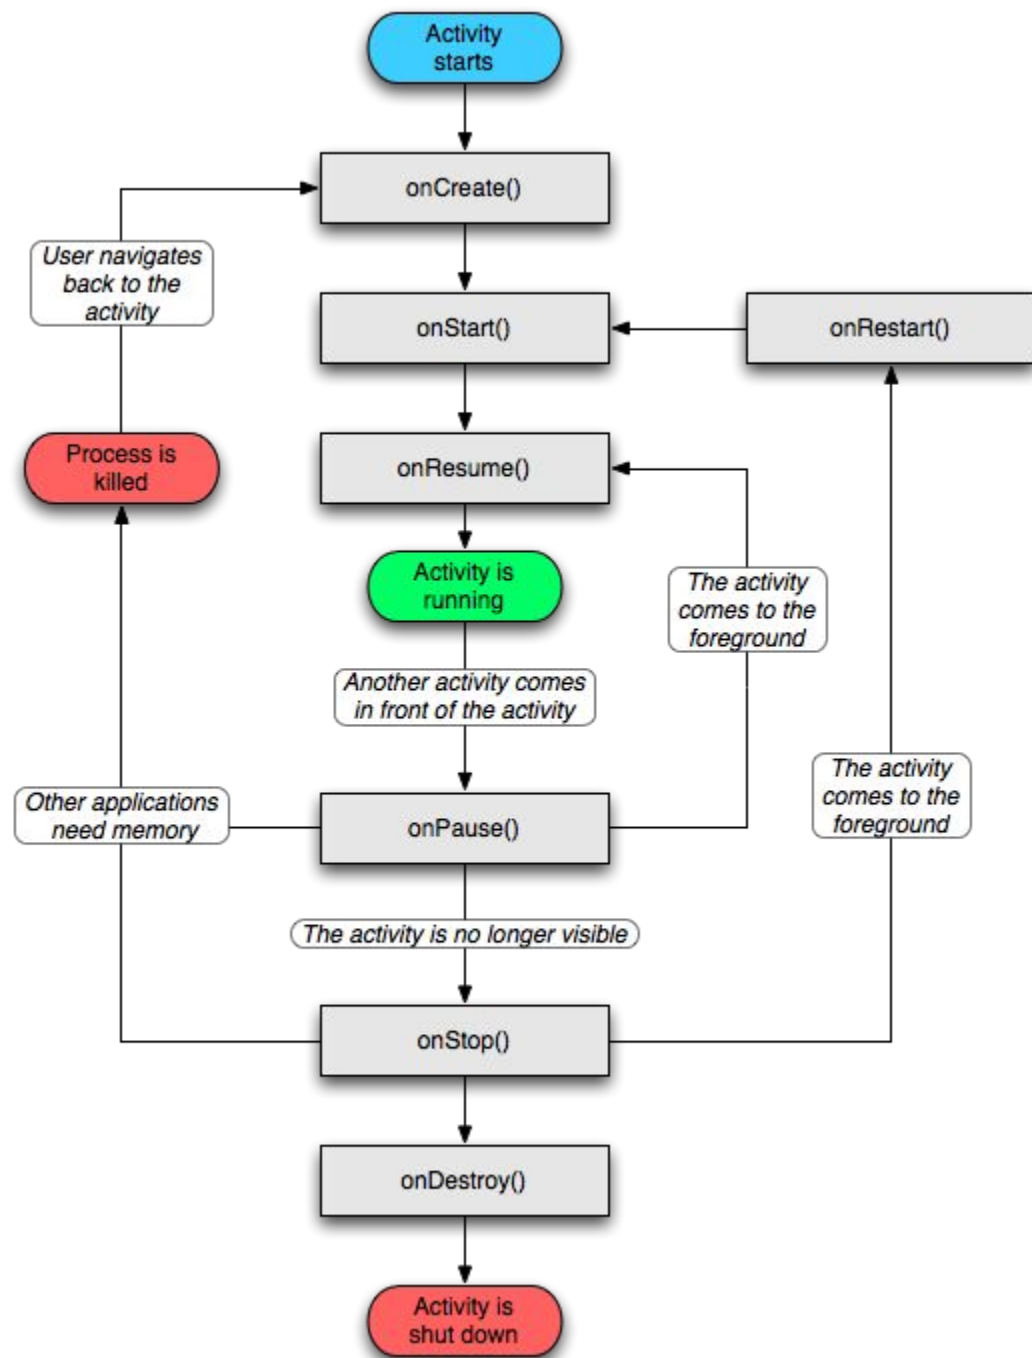 Activity
starts
onCreate()
User navigates
back to the
activity
onStart()
onRestart()
Process is
killed
onResume()
Activity is
running
The activity
comes to the
foreground
Another activity comes
in front of the activity
The activity
comes to the
foreground
Other applications
need memory
onPause()
The activity is no longer visible
onStop()
onDestroy()
Activity is
shut down